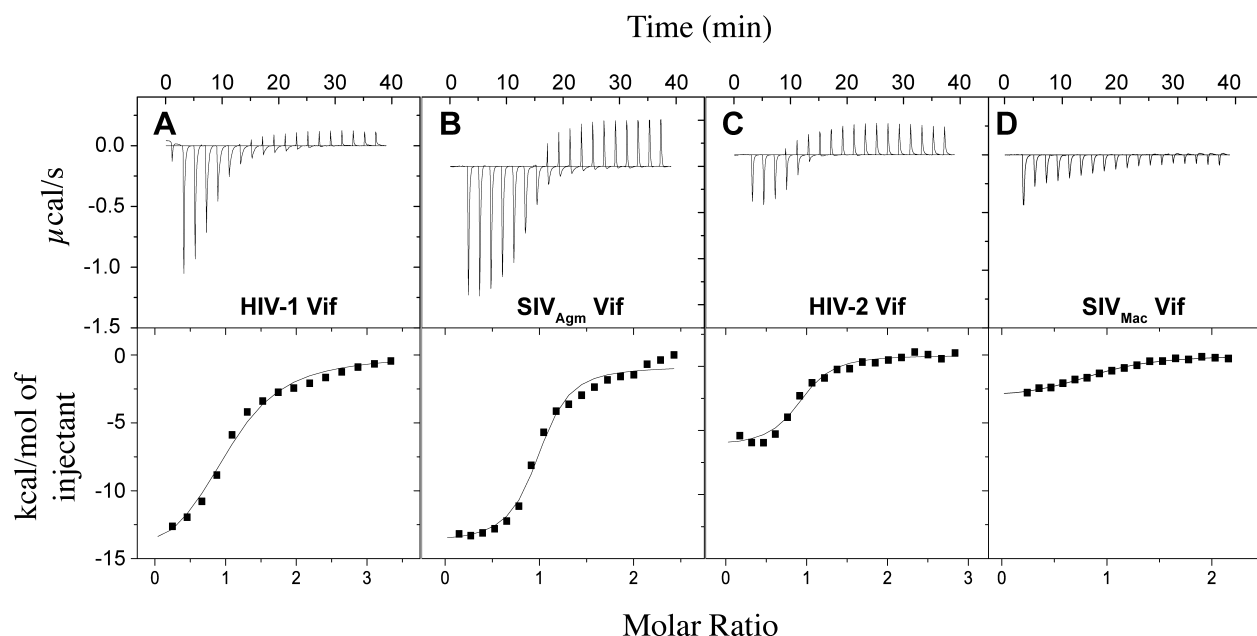 Time (min)
0 10 20 30 40 0 10 20 30 40 0 10 20 30 40 0 10 20 30 40
A B C D
0.0
-0.5
-1.0
-1.5
μcal/s
HIV-1 Vif SIVAgm Vif HIV-2 Vif SIVMac Vif
0
-5
-10
-15
kcal/mol of
injectant
0 1 2 3 0 1 2 0 1 2 3 0 1 2
Molar Ratio